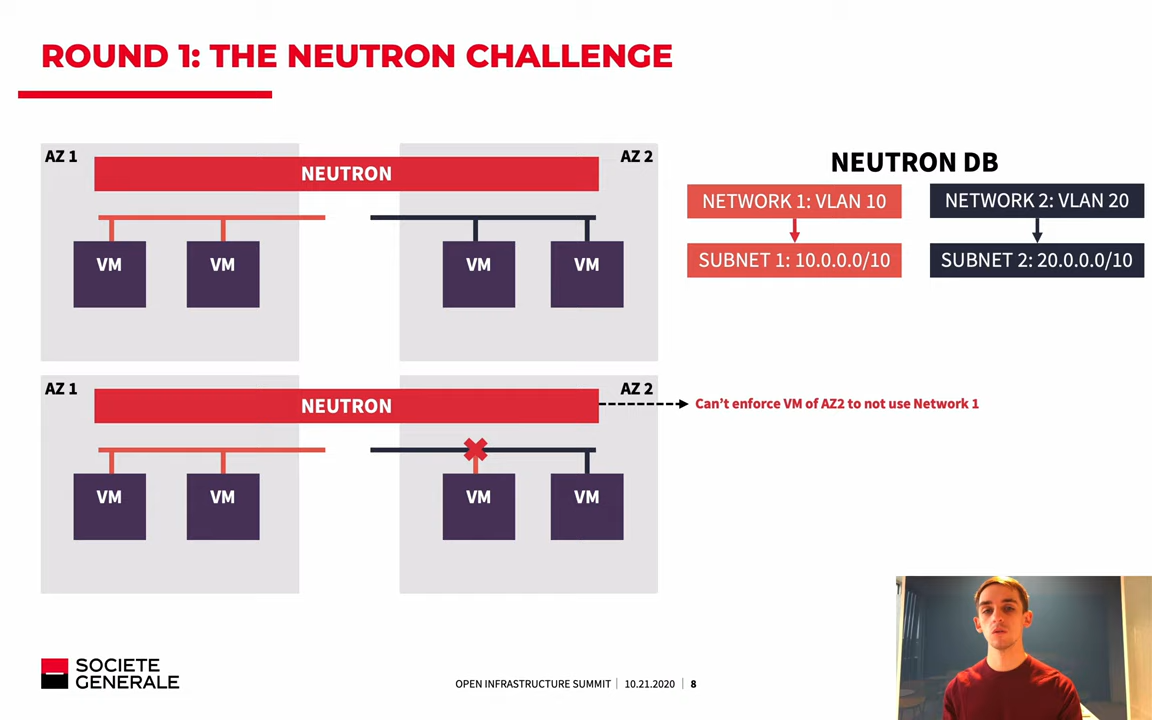 ROUND 1: THE NEUTRON CHALLENGE
AZ 1
AZ 2
NEUTRON
VM
VM
VM
VM
NEUTRON DB
NETWORK 1: VLAN 10
NETWORK 2: VLAN 20
SUBNET 1: 10.0.0.0/10
SUBNET 2: 20.0.0.0/10
AZ 1
AZ 2
NEUTRON
Can't enforce VM of AZ2 to not use Network 1
VM
VM
VM
VM
SOCIETE
GENERALE
OPEN INFRASTRUCTURE SUMMIT | 10.21.2020 | 8